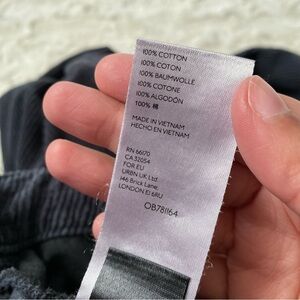 100% COTTON
100% COTON
100% BAUMWOLLE
100% COTONE
100% ALGODÓN
100% 棉
MADE IN VIETNAM
HECHO EN VIETNAM
RN 66170
CA 32054
FOR EU
URBN UK Ltd.
146 Brick Lane,
LONDON E1 6RU
OB781164